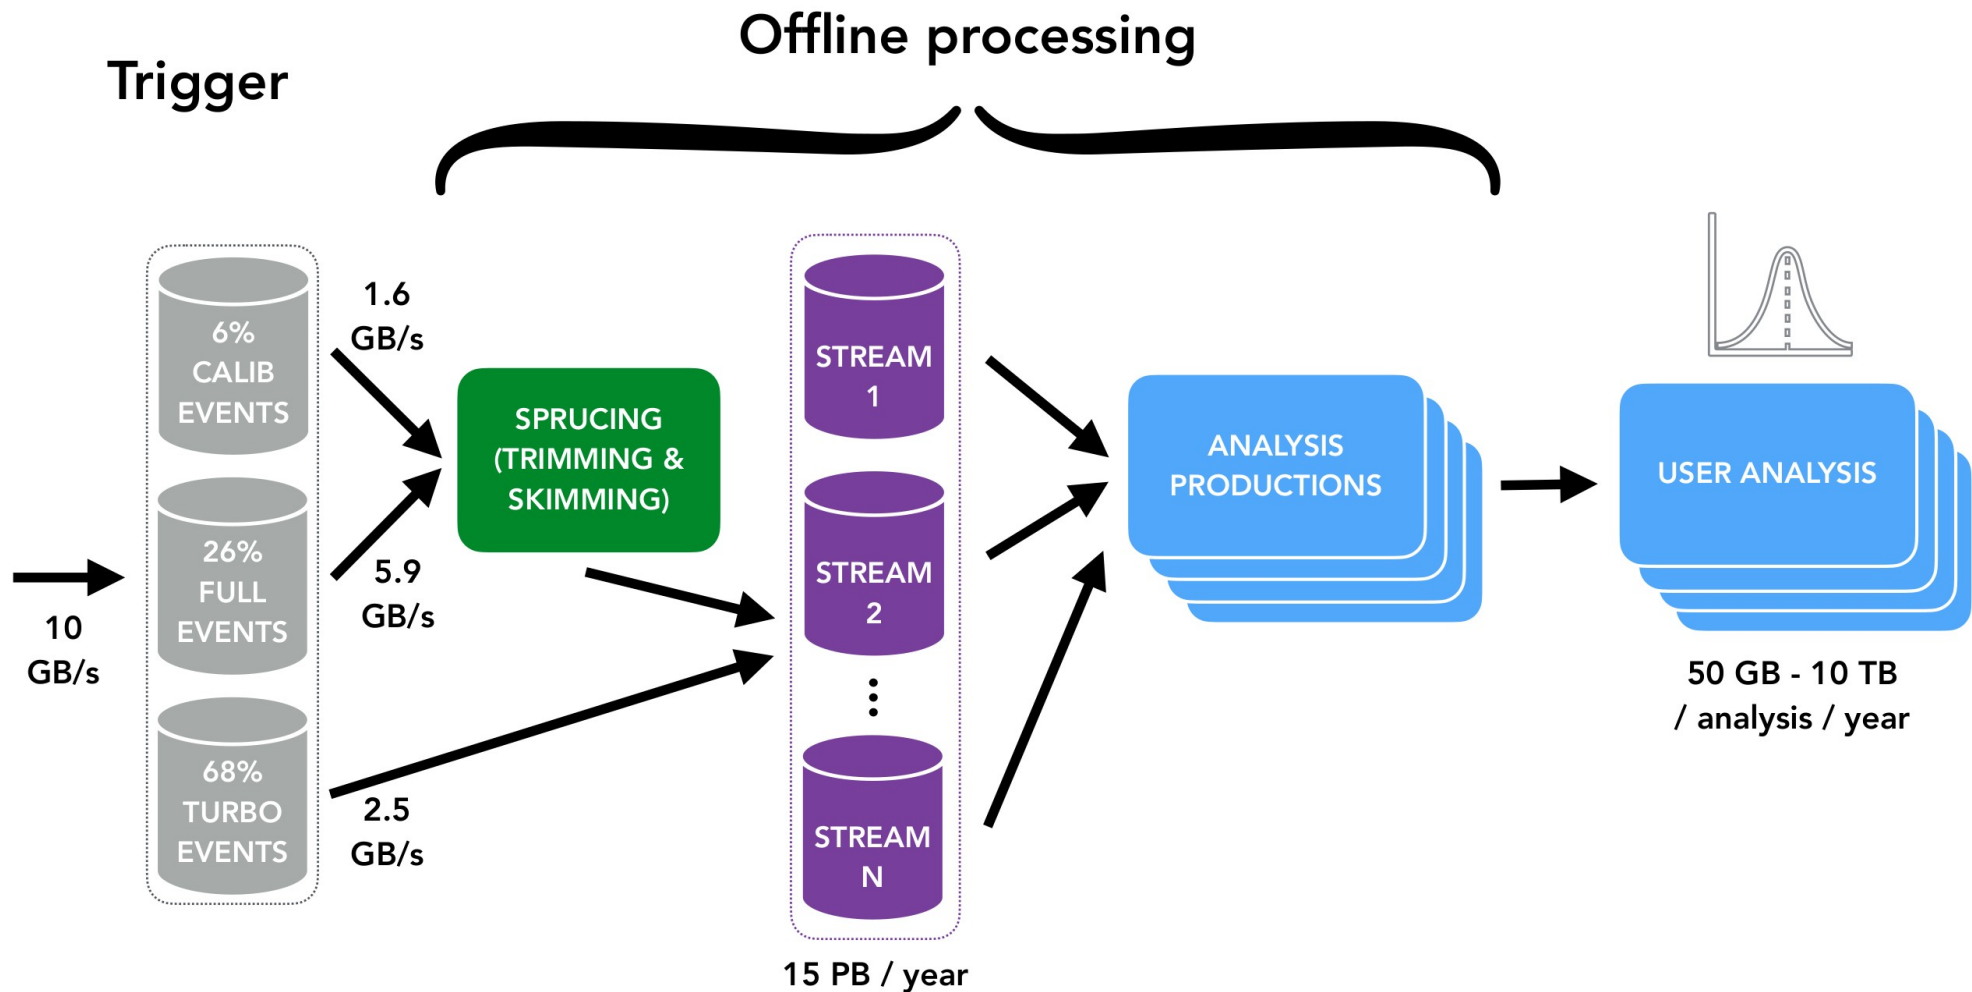 Offline processing
Trigger
10
GB/s
6%
CALIB
EVENTS
26%
FULL
EVENTS
68%
TURBO
EVENTS
1.6
GB/s
5.9
GB/s
2.5
GB/s
SPRUCING
(TRIMMING &
SKIMMING)
STREAM
1
STREAM
2
STREAM
N
15 PB / year
ANALYSIS
PRODUCTIONS
USER ANALYSIS
50 GB - 10 TB
/ analysis / year